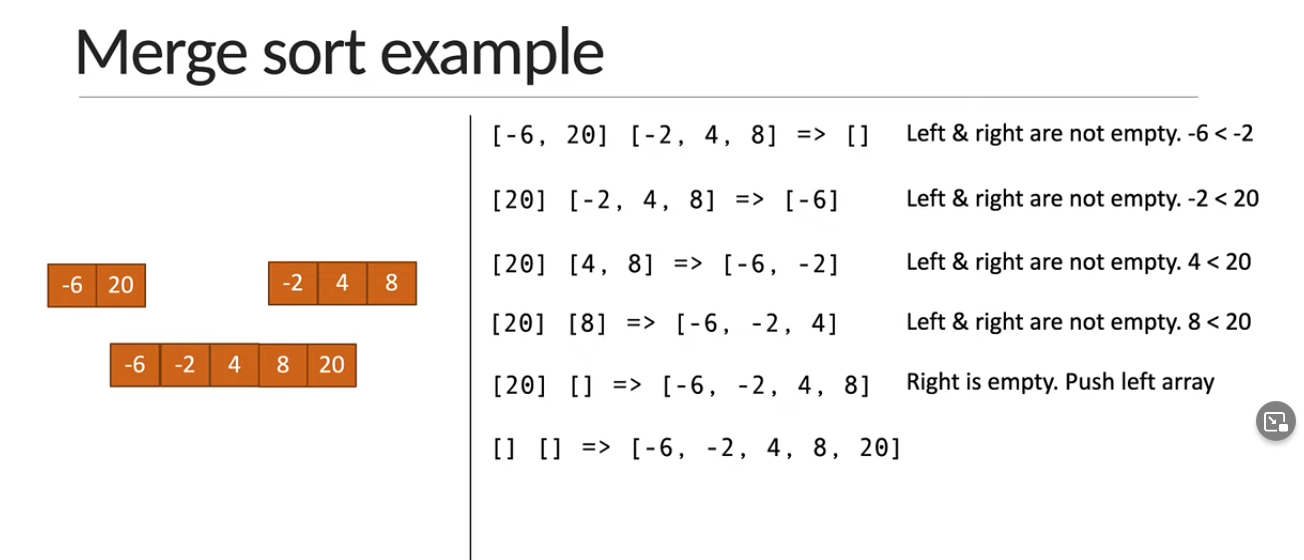 Merge sort example
[-6, 20] [-2, 4, 8] => [] Left & right are not empty. -6 < -2
[20] [-2, 4, 8] => [-6] Left & right are not empty. -2 < 20
[20] [4, 8] => [-6, -2] Left & right are not empty. 4 < 20
[20] [8] => [-6, -2, 4] Left & right are not empty. 8 < 20
[20] [] => [-6, -2, 4, 8] Right is empty. Push left array
[] [] => [-6, -2, 4, 8, 20]
-6 20 -2 4 8
-6 -2 4 8 20